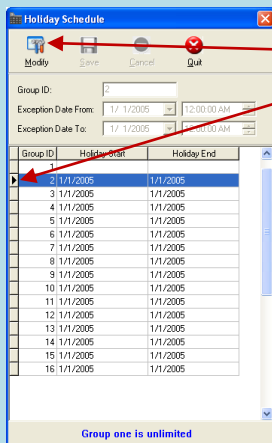 Holiday Schedule
Modify Save Cancel Quit
Group ID: 2
Exception Date From: 1/ 1/2005 12:00:00 AM
Exception Date To: 1/ 1/2005 12:00:00 AM
Group ID Holiday Start Holiday End
1
2 1/1/2005 1/1/2005
3 1/1/2005 1/1/2005
4 1/1/2005 1/1/2005
5 1/1/2005 1/1/2005
6 1/1/2005 1/1/2005
7 1/1/2005 1/1/2005
8 1/1/2005 1/1/2005
9 1/1/2005 1/1/2005
10 1/1/2005 1/1/2005
11 1/1/2005 1/1/2005
12 1/1/2005 1/1/2005
13 1/1/2005 1/1/2005
14 1/1/2005 1/1/2005
15 1/1/2005 1/1/2005
16 1/1/2005 1/1/2005
Group one is unlimited